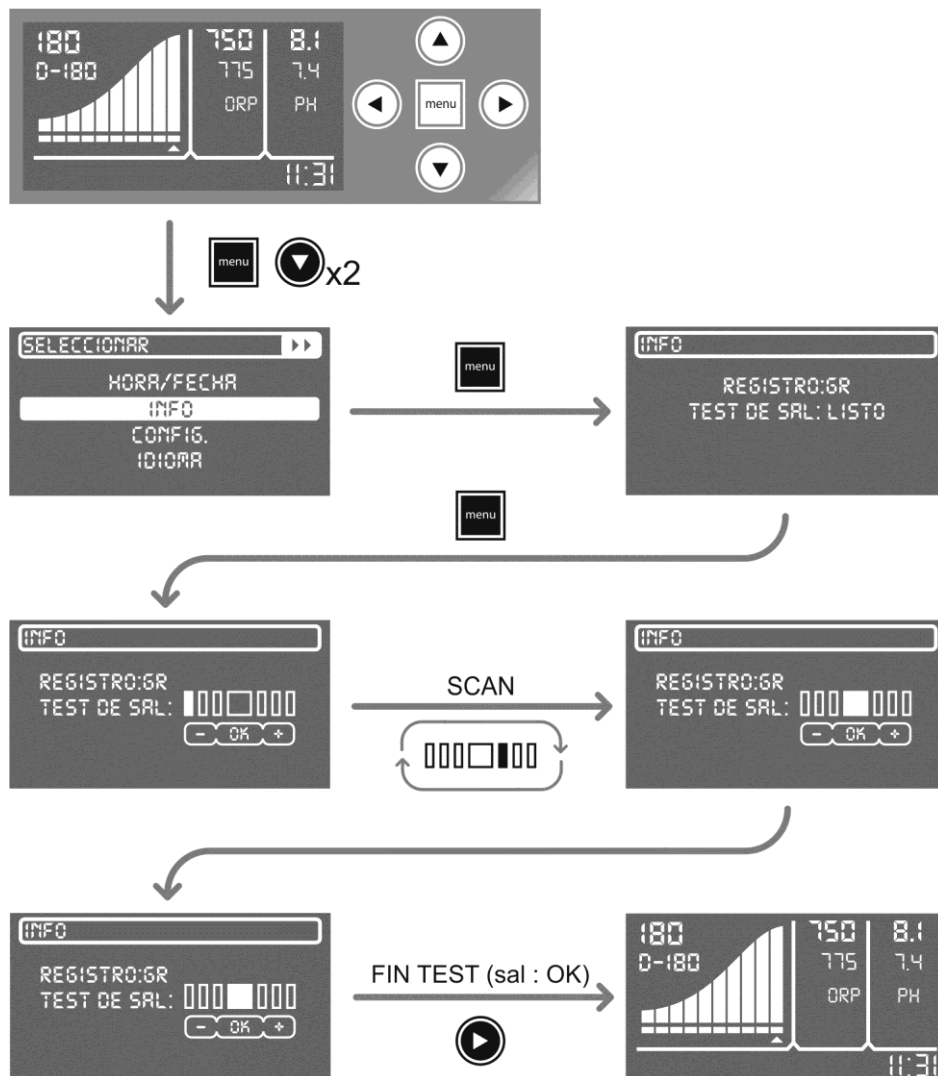 180 750 8.1
0-180 775 7.4
ORP PH
11:31
menu
menu x2
SELECCIONAR
HORA/FECHA
INFO
CONFIG.
IDIOMA
menu
INFO
REGISTRO:GR
TEST DE SAL: LISTO
menu
INFO
REGISTRO:GR
TEST DE SAL:
- OK +
SCAN
INFO
REGISTRO:GR
TEST DE SAL:
- OK +
INFO
REGISTRO:GR
TEST DE SAL:
- OK +
FIN TEST (sal : OK)
180 750 8.1
0-180 775 7.4
ORP PH
11:31